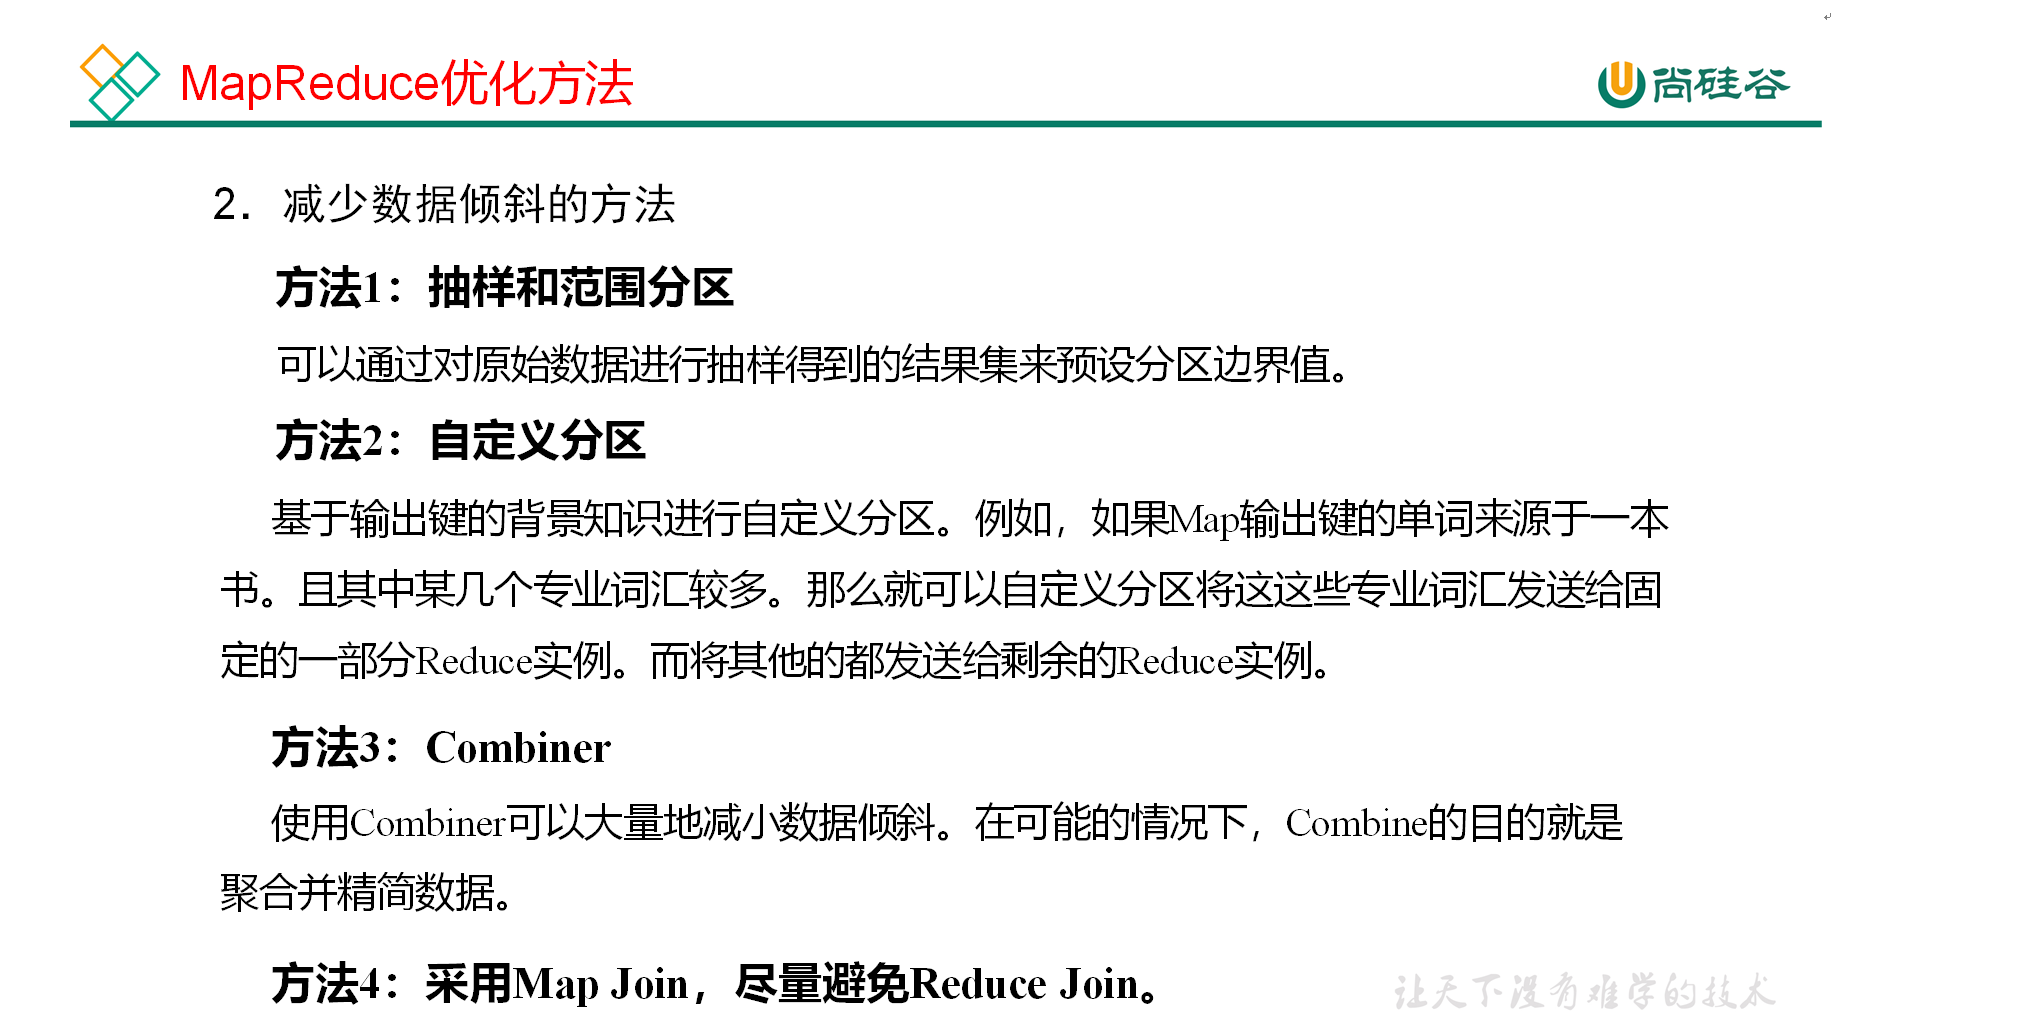 MapReduce优化方法
尚硅谷
2. 减少数据倾斜的方法
方法1：抽样和范围分区
可以通过对原始数据进行抽样得到的结果集来预设分区边界值。
方法2：自定义分区
基于输出键的背景知识进行自定义分区。例如，如果Map输出键的单词来源于一本
书。且其中某几个专业词汇较多。那么就可以自定义分区将这这些专业词汇发送给固
定的一部分Reduce实例。而将其他的都发送给剩余的Reduce实例。
方法3：Combiner
使用Combiner可以大量地减小数据倾斜。在可能的情况下，Combine的目的就是
聚合并精简数据。
方法4：采用Map Join，尽量避免Reduce Join。
让天下没有难学的技术